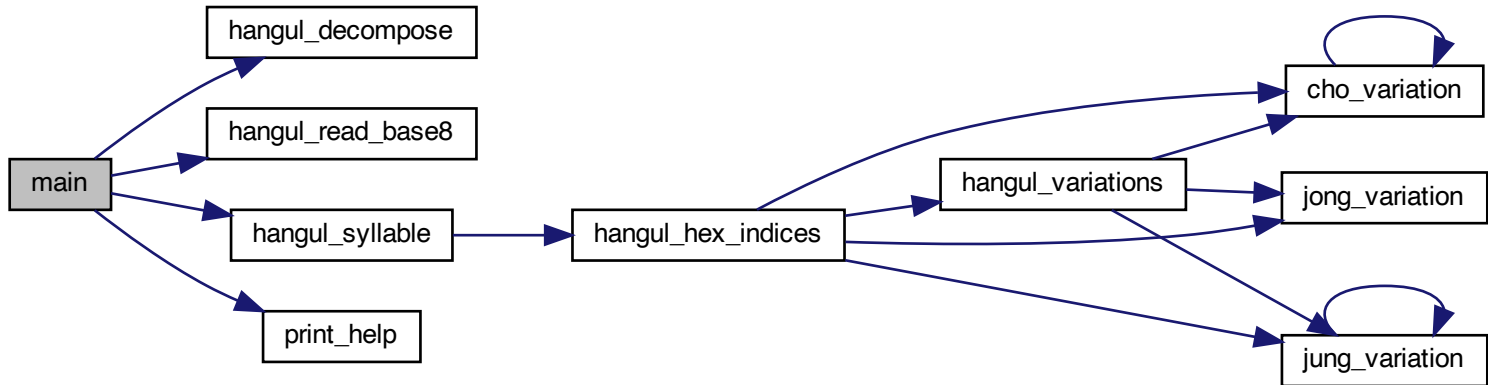 main
hangul_decompose
hangul_read_base8
hangul_syllable
print_help
hangul_hex_indices
hangul_variations
cho_variation
jong_variation
jung_variation